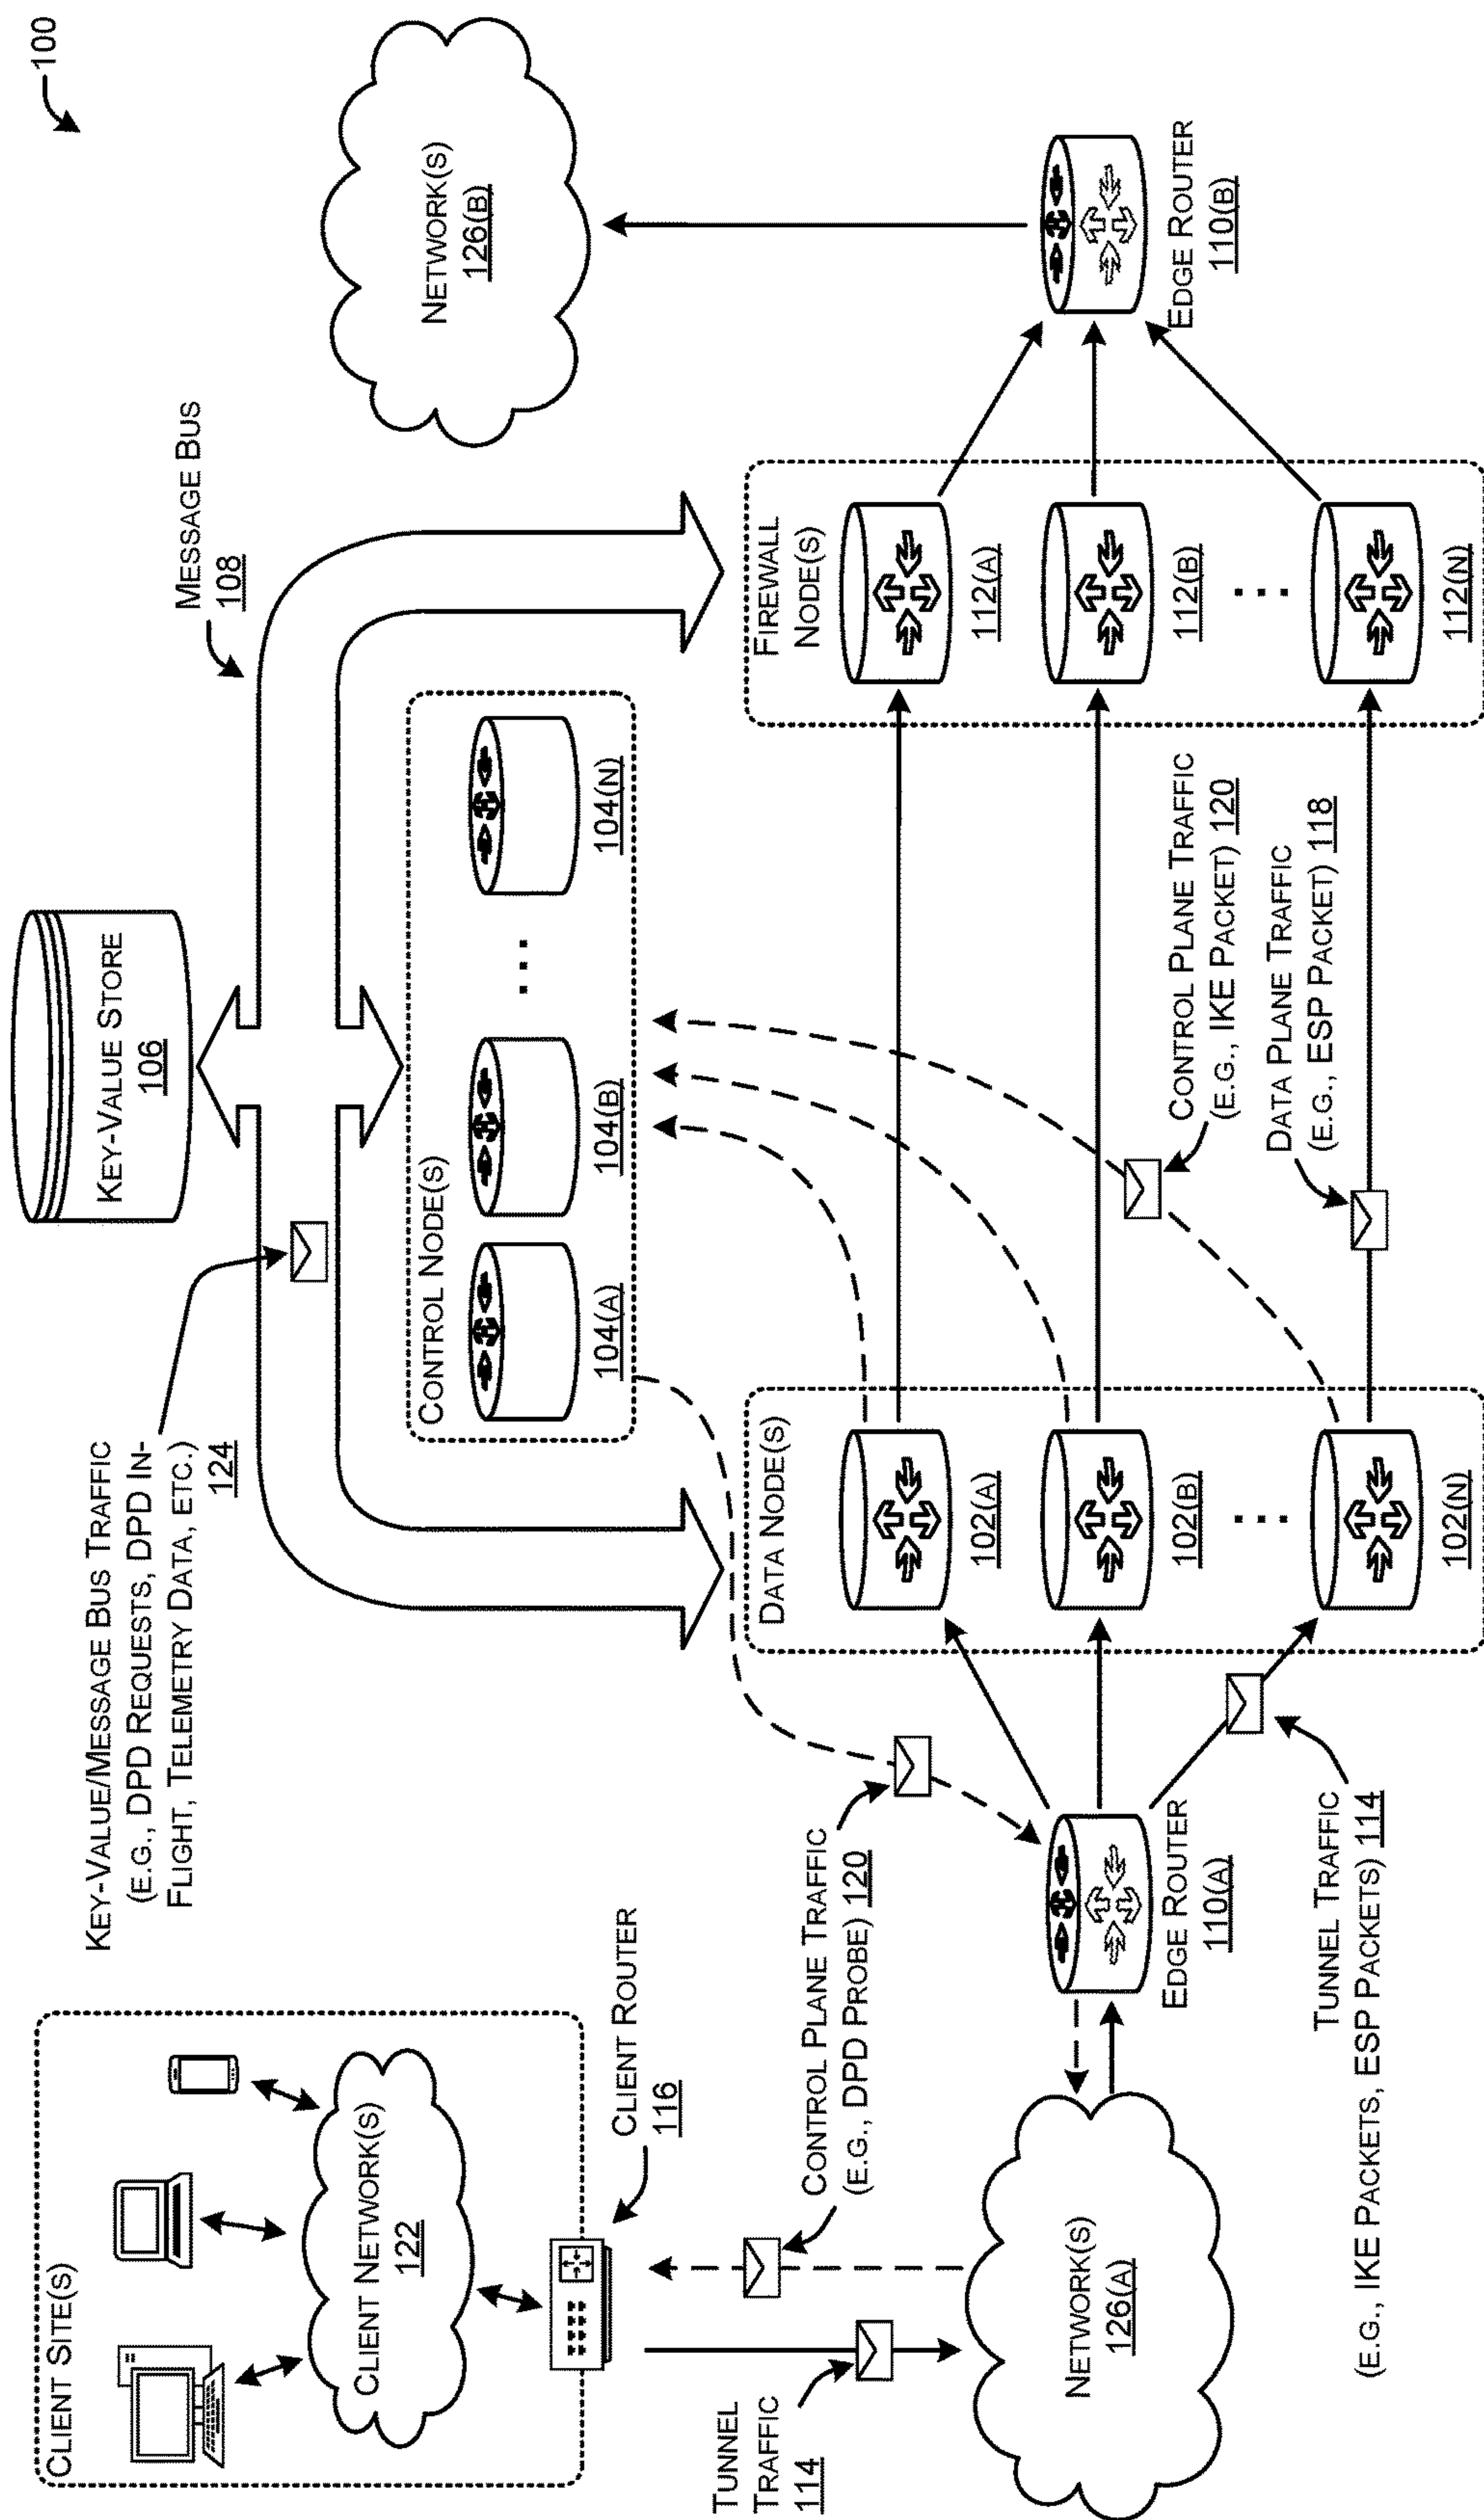 100
CLIENT SITE(S)
CLIENT NETWORK(S)
122
CLIENT ROUTER
116
TUNNEL
TRAFFIC
114
CONTROL PLANE TRAFFIC
(E.G., DPD PROBE) 120
NETWORK(S)
126(A)
EDGE ROUTER
110(A)
TUNNEL TRAFFIC
(E.G., IKE PACKETS, ESP PACKETS) 114
KEY-VALUE/MESSAGE BUS TRAFFIC
(E.G., DPD REQUESTS, DPD IN-
FLIGHT, TELEMETRY DATA, ETC.)
124
KEY-VALUE STORE
106
MESSAGE BUS
108
CONTROL NODE(S)
104(A)
104(B)
...
104(N)
DATA NODE(S)
102(A)
102(B)
...
102(N)
CONTROL PLANE TRAFFIC
(E.G., IKE PACKET) 120
DATA PLANE TRAFFIC
(E.G., ESP PACKET) 118
FIREWALL
NODE(S)
112(A)
112(B)
...
112(N)
NETWORK(S)
126(B)
EDGE ROUTER
110(B)